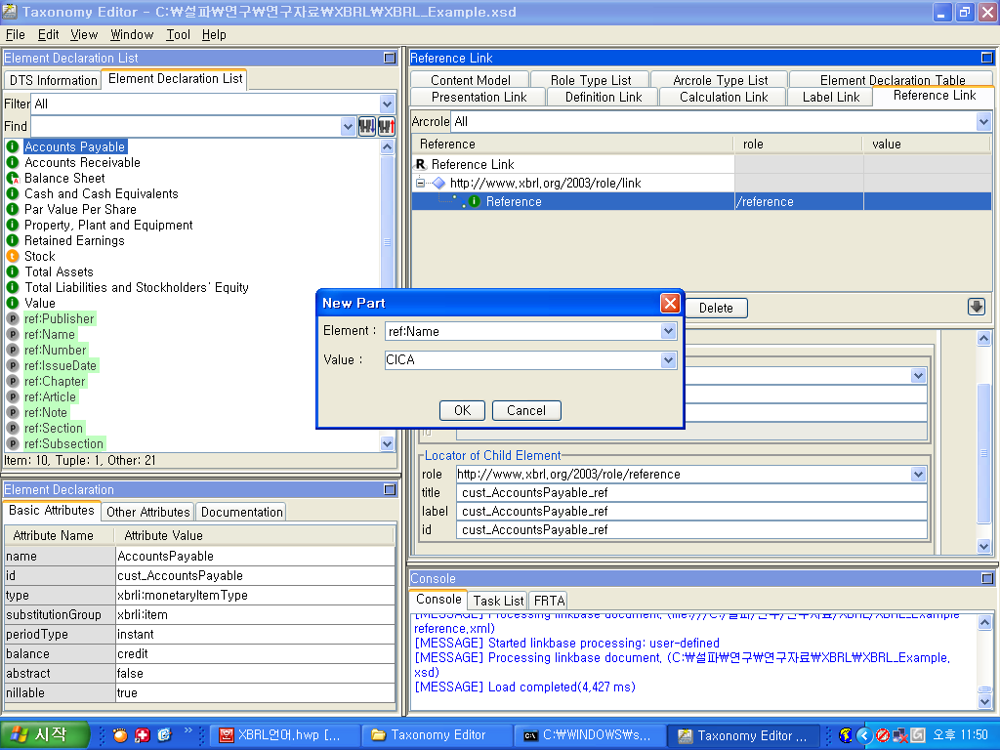 Taxonomy Editor - C:₩설파₩연구₩연구자료₩XBRL₩XBRL_Example.xsd
File Edit View Window Tool Help
Element Declaration List
DTS Information Element Declaration List
Filter All
Find
Accounts Payable
Accounts Receivable
Balance Sheet
Cash and Cash Equivalents
Par Value Per Share
Property, Plant and Equipment
Retained Earnings
Stock
Total Assets
Total Liabilities and Stockholders' Equity
Value
ref:Publisher
ref:Name
ref:Number
ref:IssueDate
ref:Chapter
ref:Article
ref:Note
ref:Section
ref:Subsection
Item: 10, Tuple: 1, Other: 21
Element Declaration
Basic Attributes Other Attributes Documentation
Attribute Name Attribute Value
name AccountsPayable
id cust_AccountsPayable
type xbrli:monetaryItemType
substitutionGroup xbrli:item
periodType instant
balance credit
abstract false
nillable true
Reference Link
Content Model Role Type List Arcrole Type List Element Declaration Table
Presentation Link Definition Link Calculation Link Label Link Reference Link
Arcrole All
Reference role value
R Reference Link
http://www.xbrl.org/2003/role/link
Reference /reference
Delete
New Part
Element : ref:Name
Value : CICA
OK Cancel
id
Locator of Child Element
role http://www.xbrl.org/2003/role/reference
title cust_AccountsPayable_ref
label cust_AccountsPayable_ref
id cust_AccountsPayable_ref
Console
Console Task List FRTA
[MESSAGE] Processing linkbase document. (file:///C:/설파/연구/연구자료/XBRL/XBRL_Example
reference.xml)
[MESSAGE] Started linkbase processing: user-defined
[MESSAGE] Processing linkbase document. (C:₩설파₩연구₩연구자료₩XBRL₩XBRL_Example.
xsd)
[MESSAGE] Load completed(4,427 ms)
시작 XBRL언어.hwp [... Taxonomy Editor C:₩WINDOWS₩s... Taxonomy Editor ... 오후 11:50